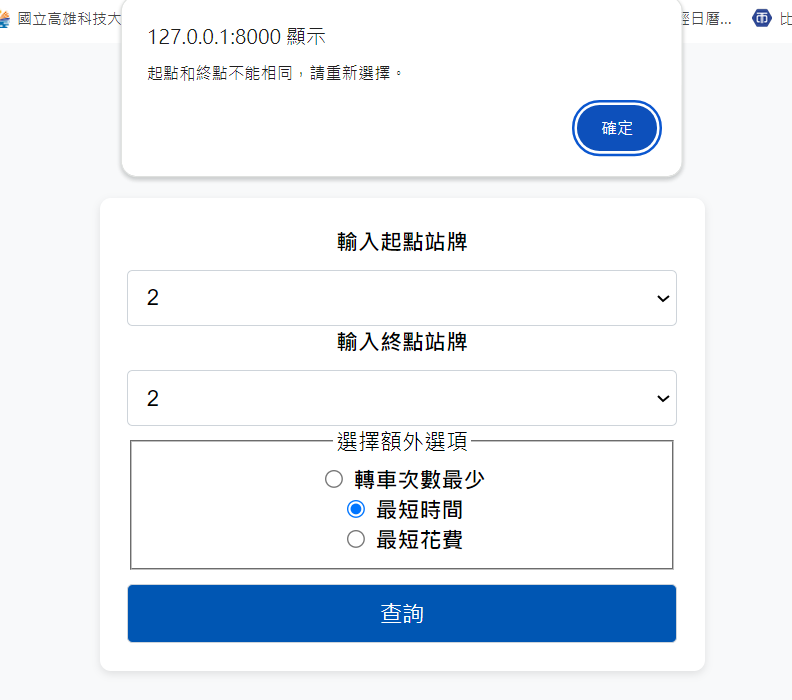 國立高雄科技大
經日曆...
比
127.0.0.1:8000 顯示
起點和終點不能相同，請重新選擇。
確定
輸入起點站牌
2
輸入終點站牌
2
選擇額外選項
轉車次數最少
最短時間
最短花費
查詢